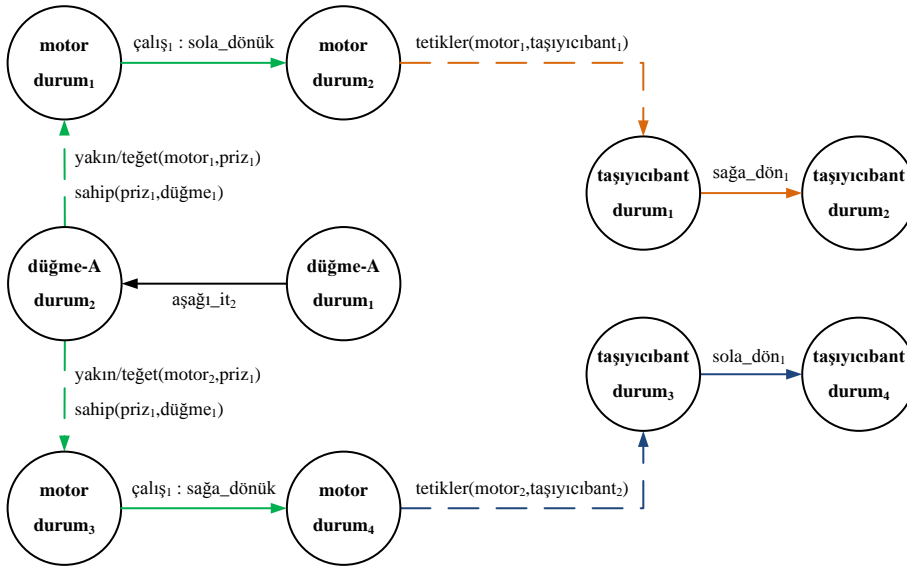 motor
durum₁
çalış₁ : sola_dönük
motor
durum₂
tetikler(motor₁,taşıyıcıbant₁)
yakın/teğet(motor₁,priz₁)
sahip(priz₁,düğme₁)
taşıyıcıbant
durum₁
sağa_dön₁
taşıyıcıbant
durum₂
düğme-A
durum₂
aşağı_it₂
düğme-A
durum₁
yakın/teğet(motor₂,priz₁)
sahip(priz₁,düğme₁)
taşıyıcıbant
durum₃
sola_dön₁
taşıyıcıbant
durum₄
motor
durum₃
çalış₁ : sağa_dönük
motor
durum₄
tetikler(motor₂,taşıyıcıbant₂)